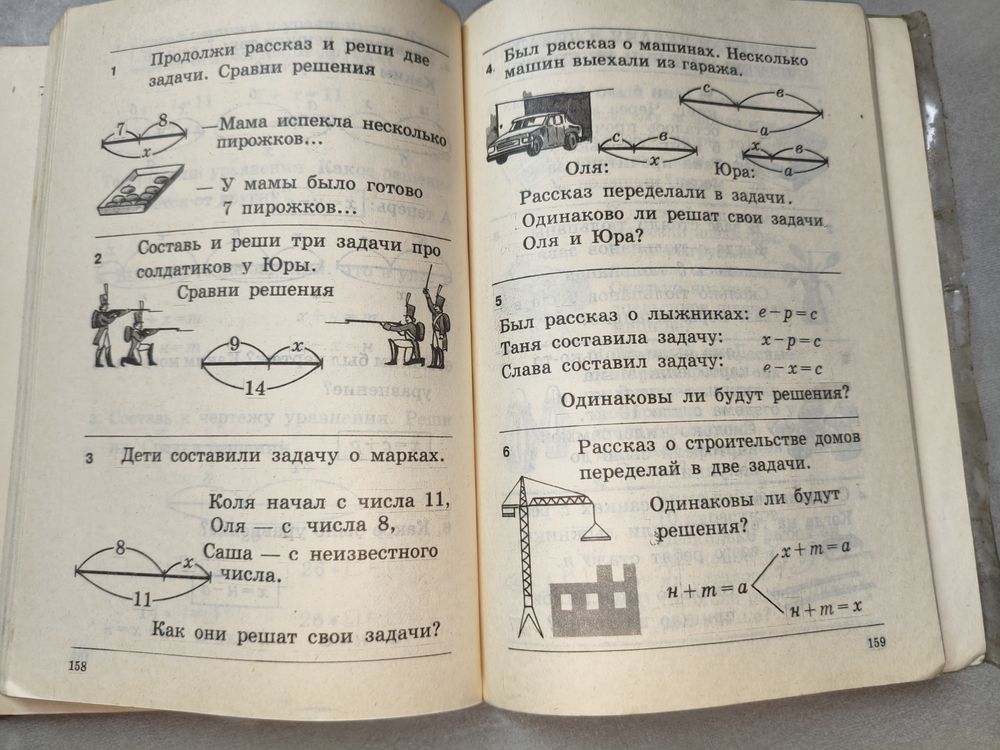 1 Продолжи рассказ и реши две
задачи. Сравни решения
7 8
x
— Мама испекла несколько
пирожков...
— У мамы было готово
7 пирожков...
2 Составь и реши три задачи про
солдатиков у Юры.
Сравни решения
9 x
14
3 Дети составили задачу о марках.
Коля начал с числа 11,
Оля — с числа 8,
Саша — с неизвестного
числа.
8 x
11
Как они решат свои задачи?
158
4 Был рассказ о машинах. Несколько
машин выехали из гаража.
с в
а
с в
x
x в
а
Оля: Юра:
Рассказ переделали в задачи.
Одинаково ли решат свои задачи
Оля и Юра?
5
Был рассказ о лыжниках: е − р = с
Таня составила задачу: х − р = с
Слава составил задачу: е − х = с
Одинаковы ли будут решения?
6 Рассказ о строительстве домов
переделай в две задачи.
Одинаковы ли будут
решения?
х + т = а
н + т = а
н + т = х
159